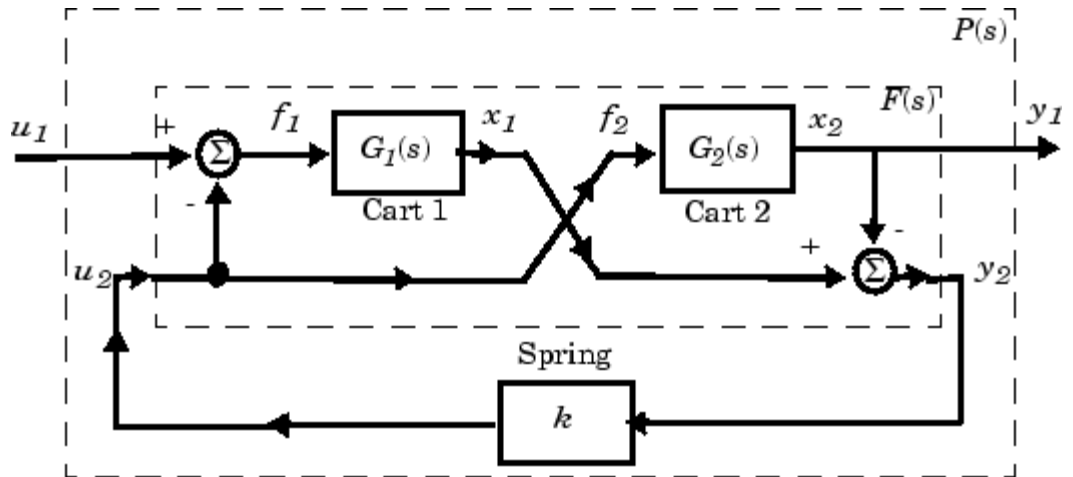 P(s)
F(s)
u1
+
Σ
f1
G1(s)
Cart 1
x1
f2
G2(s)
Cart 2
x2
y1
-
-
u2
+
Σ
y2
Spring
k